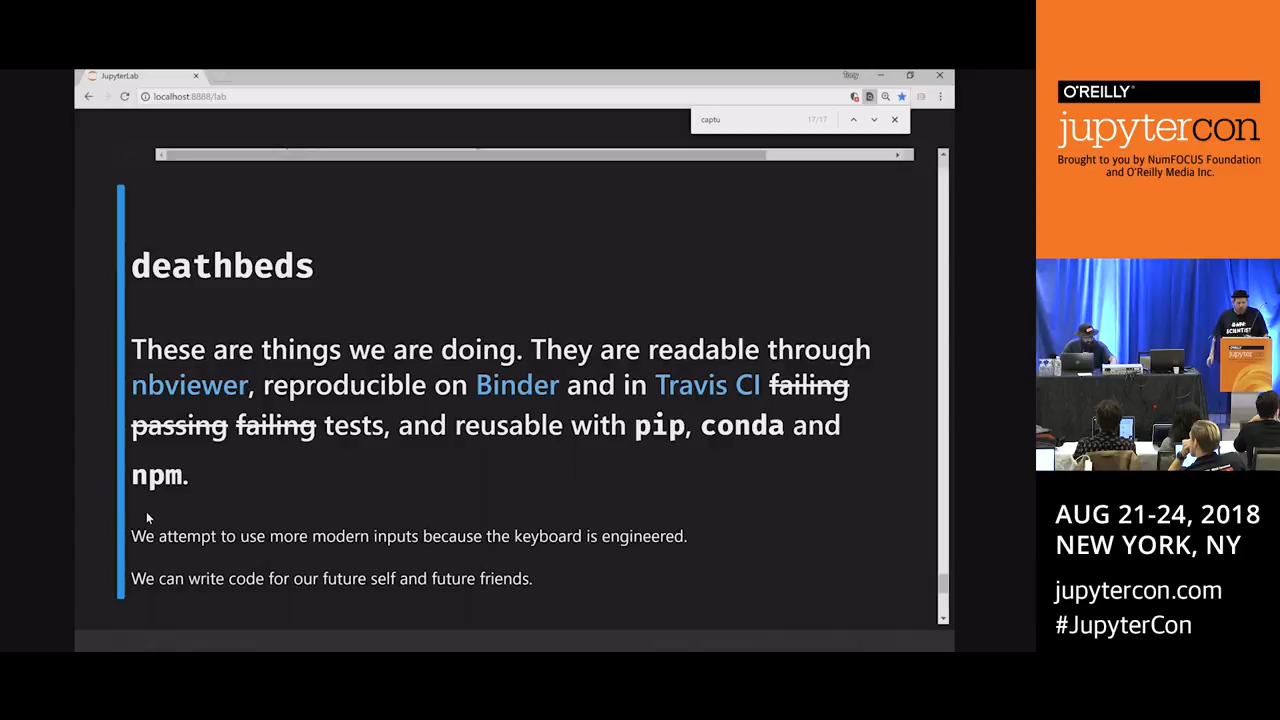 JupyterLab
Tony
localhost:8888/lab
captu
17/17
deathbeds
These are things we are doing. They are readable through
nbviewer, reproducible on Binder and in Travis CI failing
passing failing tests, and reusable with pip, conda and
npm.
We attempt to use more modern inputs because the keyboard is engineered.
We can write code for our future self and future friends.
O'REILLY®
jupytercon
Brought to you by NumFOCUS Foundation
and O'Reilly Media Inc.
SCIENTIST
O'REILLY
jupyter
AUG 21-24, 2018
NEW YORK, NY
jupytercon.com
#JupyterCon